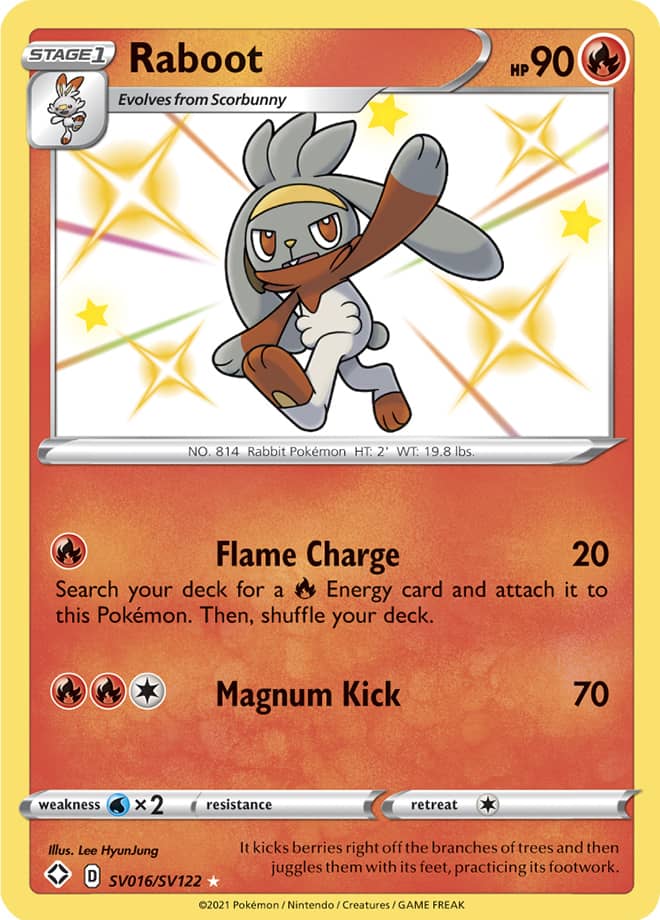 STAGE 1
Raboot
HP 90
Evolves from Scorbunny
NO. 814 Rabbit Pokémon HT: 2' WT: 19.8 lbs.
Flame Charge 20
Search your deck for a Energy card and attach it to
this Pokémon. Then, shuffle your deck.
Magnum Kick 70
weakness ×2 resistance retreat
Illus. Lee HyunJung
It kicks berries right off the branches of trees and then
juggles them with its feet, practicing its footwork.
D SV016/SV122
©2021 Pokémon / Nintendo / Creatures / GAME FREAK